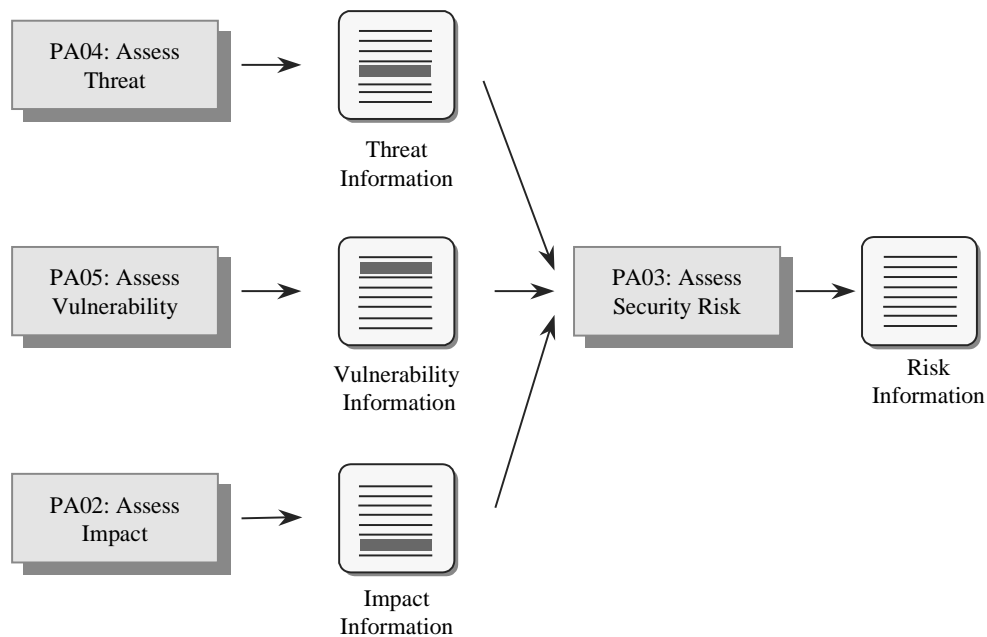 PA04: Assess
Threat
Threat
Information
PA05: Assess
Vulnerability
Vulnerability
Information
PA03: Assess
Security Risk
Risk
Information
PA02: Assess
Impact
Impact
Information